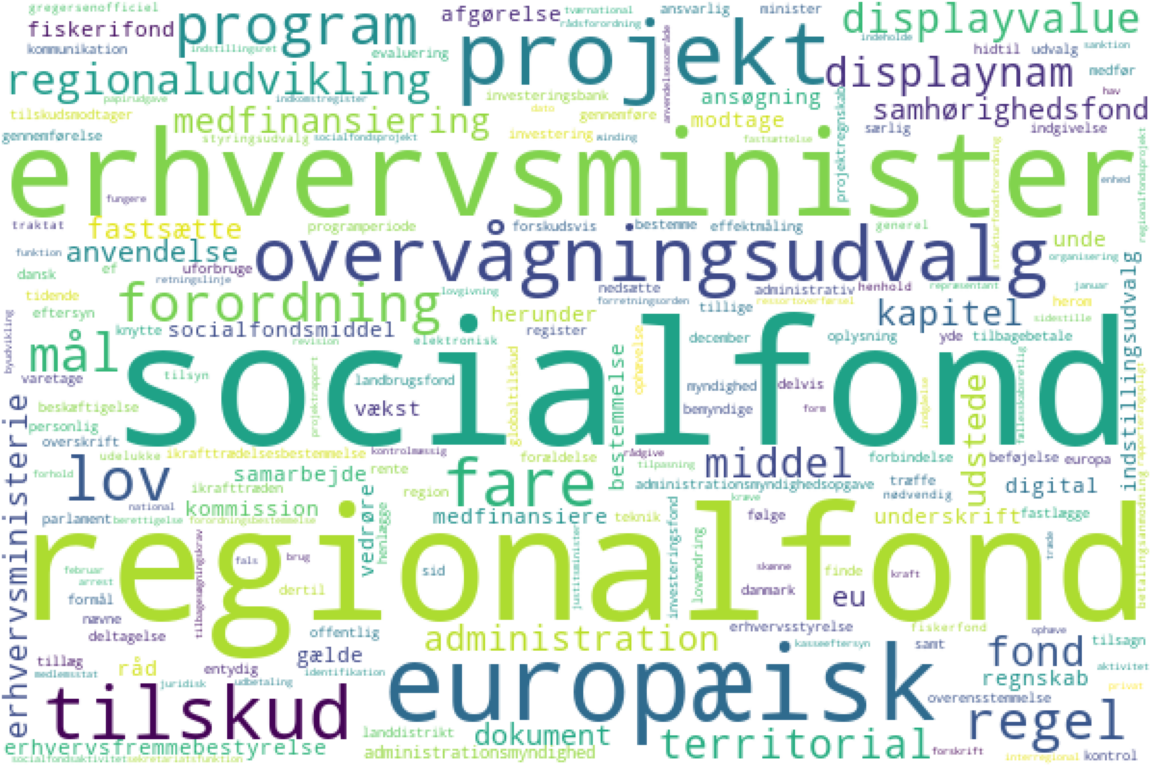 gregersenofficiel
fiskerifond
program
afgørelse
tværnational
ansvarlig
minister
rådsforordning
displayvalue
kommunikation
indstillingsret
evaluering
projekt
indeholde
hidtil
udvalg
sanktion
regionaludvikling
displaynam
medfør
papirudgave
indkomstregister
investeringsbank
ansøgning
anvendelsesområde
hav
tilskudsmodtager
dato
gennemføre
samhørighedsfond
medfinansiering
modtage
gennemførelse
styringsudvalg
socialfondsprojekt
investering
winding
fastsættelse
særlig
indgivelse
projektregnskab
erhvervsminister
enhed
regionalfondsprojekt
strukturfondsforordning
fungere
traktat
fastsætte
programperiode
forskudsvis
bestemme
effektmåling
generel
unde
funktion
anvendelse
overvågningsudvalg
organisering
dansk
ef
uforbruge
retningslinje
nedsætte
administrativ
henhold
repræsentant
januar
tidende
forordning
lovgivning
forretningsorden
tillige
ressortoverførsel
herom
sidestille
eftersyn
knytte
socialfondsmiddel
herunder
kapitel
indstillingsudvalg
byudvikling
mål
revision
elektronisk
register
december
oplysning
yde
tilbagebetale
varetage
tilsyn
socialfond
landbrugsfond
ophævelse
myndighed
delvis
vækst
bemyndige
form
beskæftigelse
projektrapport
globaltilskud
bestemmelse
indgåelse
udstede
fallesskabsretlig
personlig
overskrift
udelukke
ikrafttrædelsesbestemmelse
kontrolmæssig
forældelse
rådgive
forbindelse
beføjelse
europa
rapporteringspligt
erhvervsministerie
forhold
lov
samarbejde
rente
fare
tilpasning
middel
træffe
digital
ikrafttræden
region
administrationsmyndighedsopgave
nødvendig
national
kommission
vedrøre
kræve
parlament
berettigelse
forordningsbestemmelse
henlægge
medfinansiere
teknik
følge
underskrift
fastlægge
regionalfond
tilbagesøgningskrav
fals
brug
justitsminister
investeringsfond
lovændring
skønne
finde
kraft
træde
betalingsanmodning
februar
arrest
sid
formål
dertil
danmark
eu
nævne
deltagelse
offentlig
administration
erhvervsstyrelse
fiskerfond
ophæve
tilsagn
tillæg
råd
entydig
gælde
kasseeftersyn
samt
fond
medlemsstat
juridisk
udbetaling
identifikation
europæisk
regnskab
aktivitet
tilskud
overensstemmelse
privat
regel
landdistrikt
dokument
territorial
erhvervsfremmebestyrelse
administrationsmyndighed
forskrift
socialfondsaktivitet
sekretariatsfunktion
interregional
kontrol